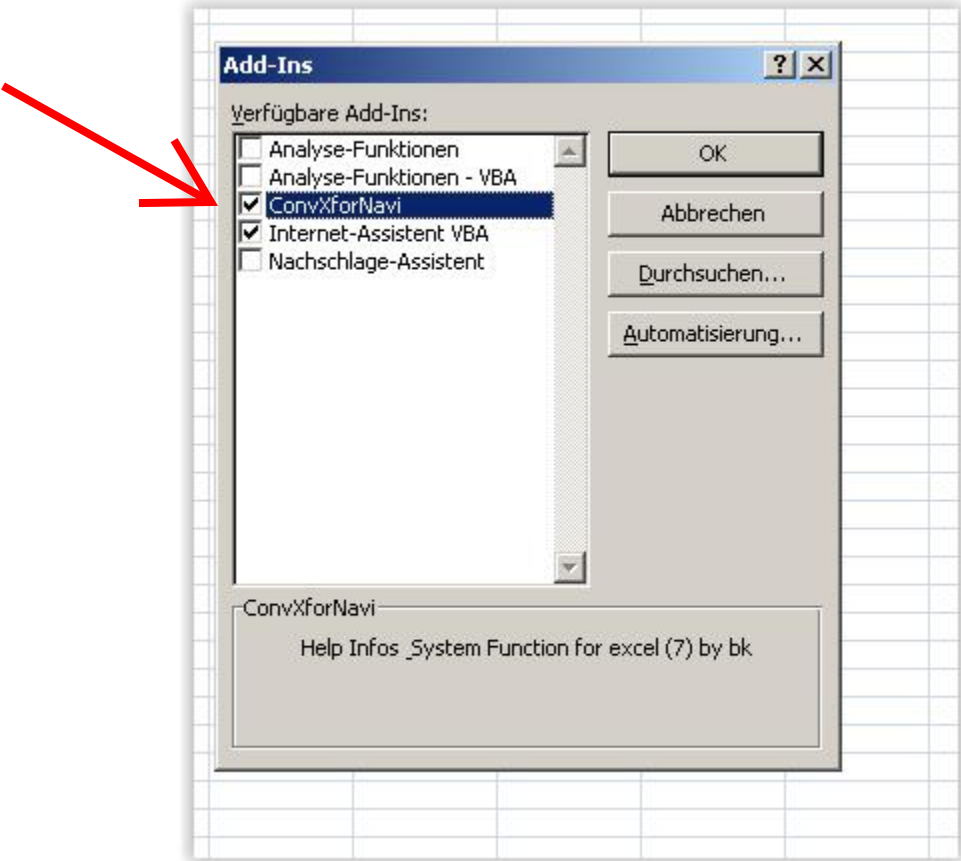 Add-Ins
Verfügbare Add-Ins:
Analyse-Funktionen
Analyse-Funktionen - VBA
ConvXforNavi
Internet-Assistent VBA
Nachschlage-Assistent
OK
Abbrechen
Durchsuchen...
Automatisierung...
ConvXforNavi
Help Infos _System Function for excel (7) by bk